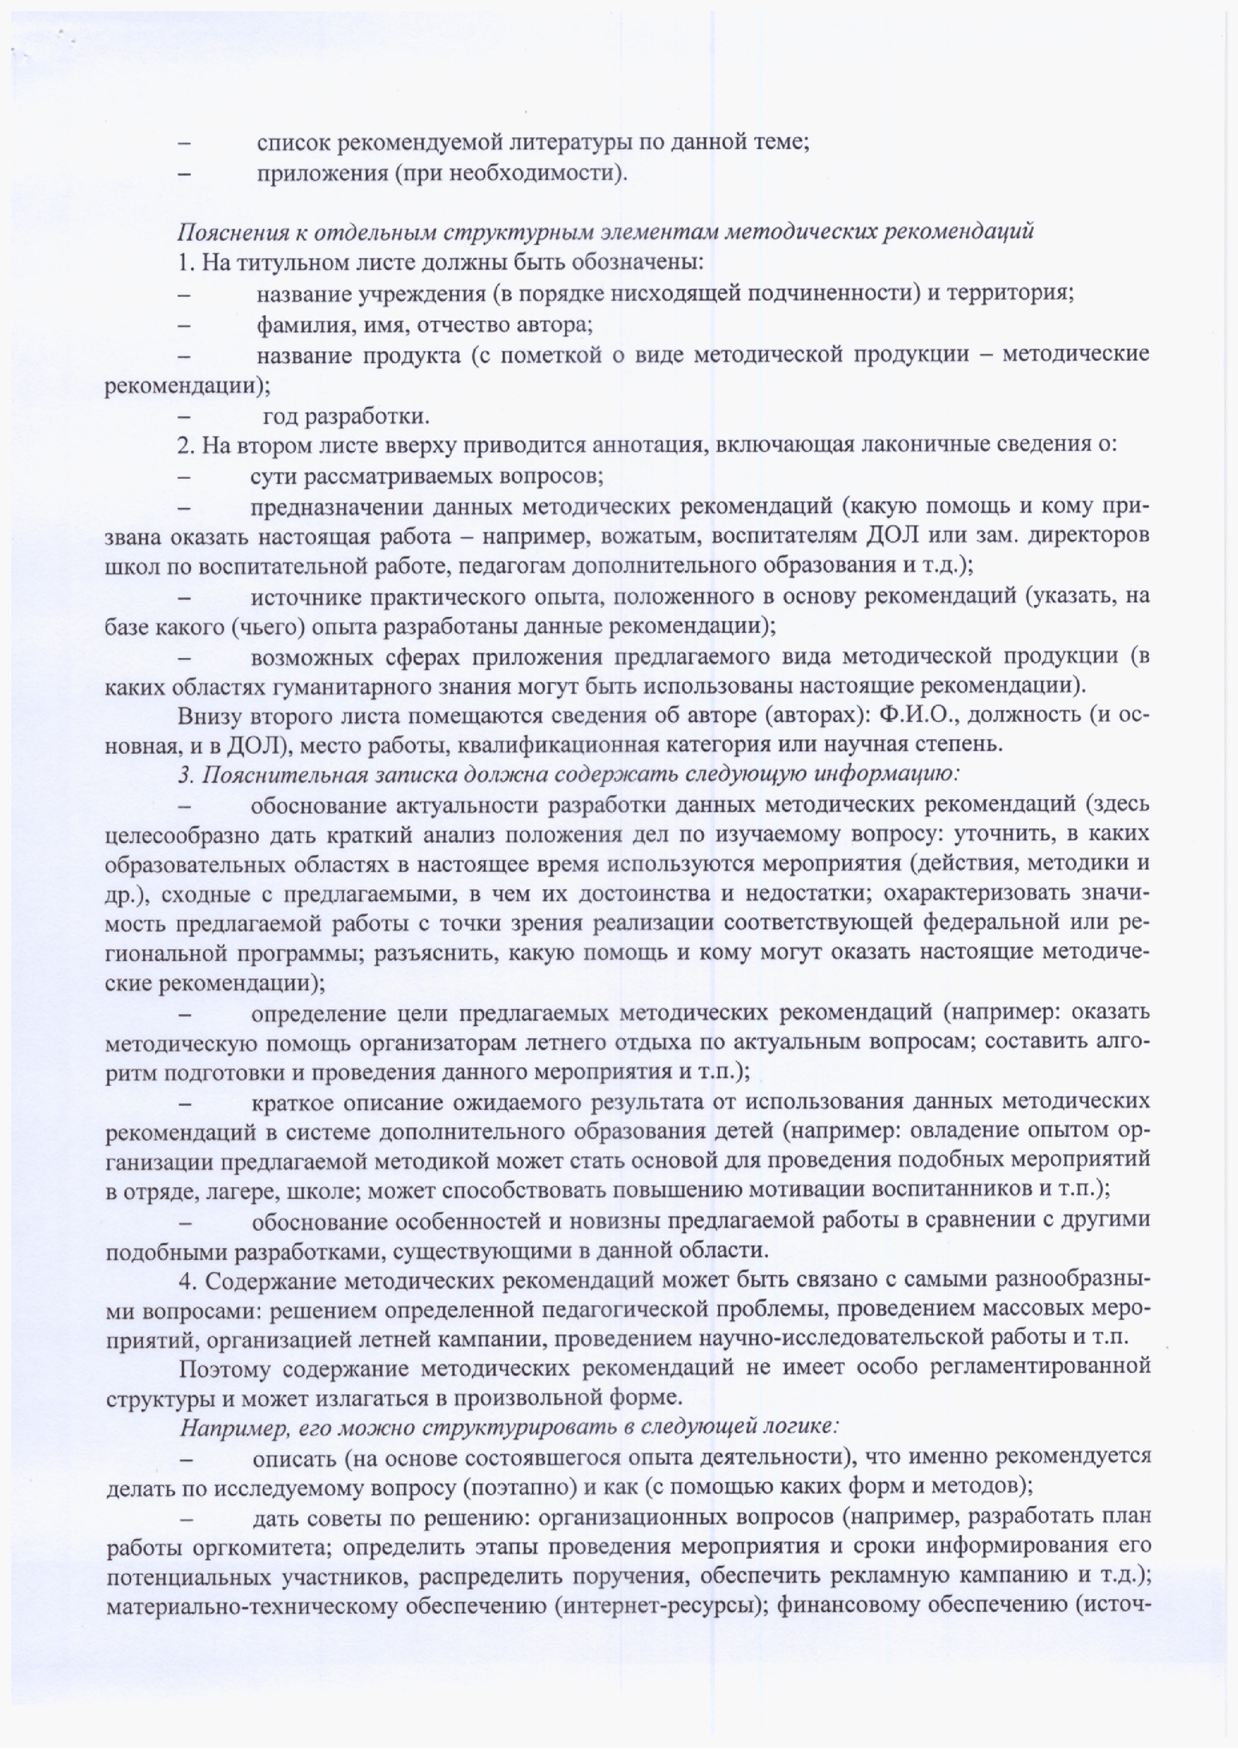 – список рекомендуемой литературы по данной теме;
– приложения (при необходимости).
Пояснения к отдельным структурным элементам методических рекомендаций
1. На титульном листе должны быть обозначены:
– название учреждения (в порядке нисходящей подчиненности) и территория;
– фамилия, имя, отчество автора;
– название продукта (с пометкой о виде методической продукции – методические
рекомендации);
– год разработки.
2. На втором листе вверху приводится аннотация, включающая лаконичные сведения о:
– сути рассматриваемых вопросов;
– предназначении данных методических рекомендаций (какую помощь и кому при-
звана оказать настоящая работа – например, вожатым, воспитателям ДОЛ или зам. директоров
школ по воспитательной работе, педагогам дополнительного образования и т.д.);
– источнике практического опыта, положенного в основу рекомендаций (указать, на
базе какого (чьего) опыта разработаны данные рекомендации);
– возможных сферах приложения предлагаемого вида методической продукции (в
каких областях гуманитарного знания могут быть использованы настоящие рекомендации).
Внизу второго листа помещаются сведения об авторе (авторах): Ф.И.О., должность (и ос-
новная, и в ДОЛ), место работы, квалификационная категория или научная степень.
3. Пояснительная записка должна содержать следующую информацию:
– обоснование актуальности разработки данных методических рекомендаций (здесь
целесообразно дать краткий анализ положения дел по изучаемому вопросу: уточнить, в каких
образовательных областях в настоящее время используются мероприятия (действия, методики и
др.), сходные с предлагаемыми, в чем их достоинства и недостатки; охарактеризовать значи-
мость предлагаемой работы с точки зрения реализации соответствующей федеральной или ре-
гиональной программы; разъяснить, какую помощь и кому могут оказать настоящие методиче-
ские рекомендации);
– определение цели предлагаемых методических рекомендаций (например: оказать
методическую помощь организаторам летнего отдыха по актуальным вопросам; составить алго-
ритм подготовки и проведения данного мероприятия и т.п.);
– краткое описание ожидаемого результата от использования данных методических
рекомендаций в системе дополнительного образования детей (например: овладение опытом ор-
ганизации предлагаемой методикой может стать основой для проведения подобных мероприятий
в отряде, лагере, школе; может способствовать повышению мотивации воспитанников и т.п.);
– обоснование особенностей и новизны предлагаемой работы в сравнении с другими
подобными разработками, существующими в данной области.
4. Содержание методических рекомендаций может быть связано с самыми разнообразны-
ми вопросами: решением определенной педагогической проблемы, проведением массовых меро-
приятий, организацией летней кампании, проведением научно-исследовательской работы и т.п.
Поэтому содержание методических рекомендаций не имеет особо регламентированной
структуры и может излагаться в произвольной форме.
Например, его можно структурировать в следующей логике:
– описать (на основе состоявшегося опыта деятельности), что именно рекомендуется
делать по исследуемому вопросу (поэтапно) и как (с помощью каких форм и методов);
– дать советы по решению: организационных вопросов (например, разработать план
работы оргкомитета; определить этапы проведения мероприятия и сроки информирования его
потенциальных участников, распределить поручения, обеспечить рекламную кампанию и т.д.);
материально-техническому обеспечению (интернет-ресурсы); финансовому обеспечению (источ-